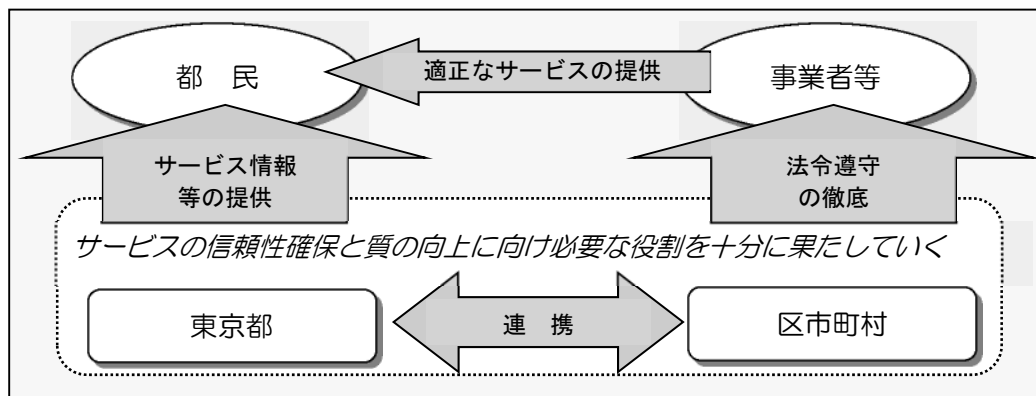 都　民
適正なサービスの提供
事業者等
サービス情報
等の提供
法令遵守
の徹底
サービスの信頼性確保と質の向上に向け必要な役割を十分に果たしていく
東京都
連　携
区市町村